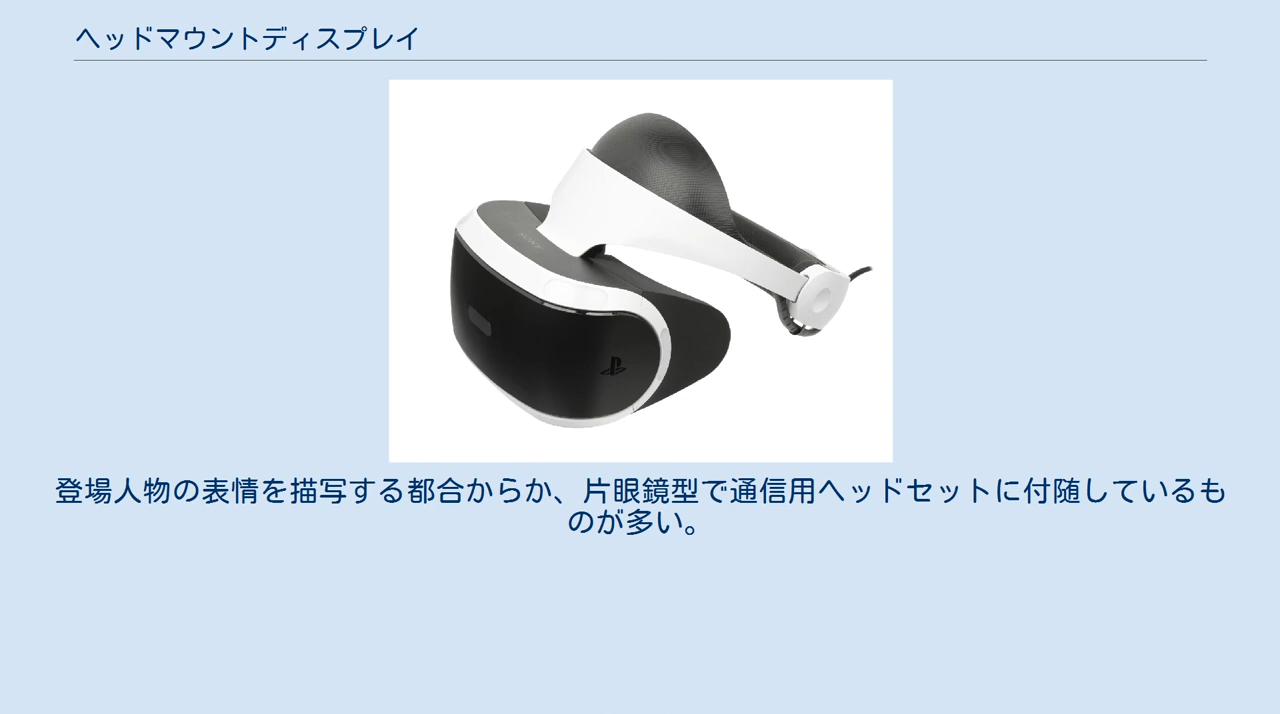 ヘッドマウントディスプレイ
SONY
登場人物の表情を描写する都合からか、片眼鏡型で通信用ヘッドセットに付随しているも
のが多い。